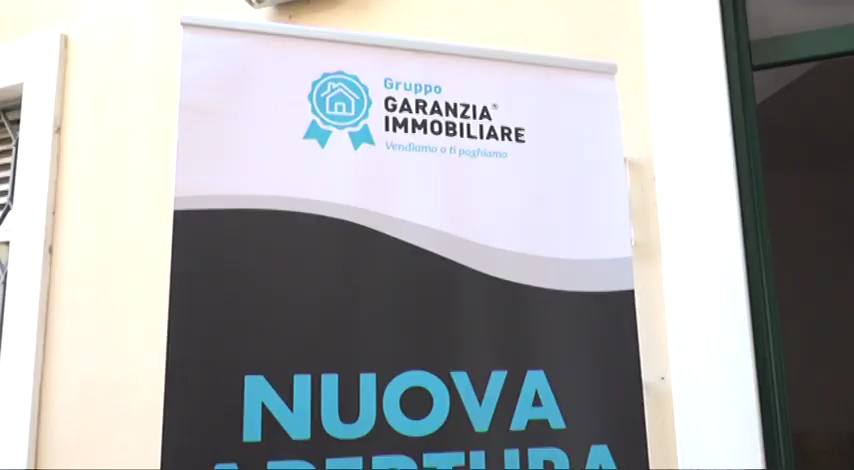 Gruppo
GARANZIA®
IMMOBILIARE
Vendiamo o ti paghiamo
NUOVA
APERTURA